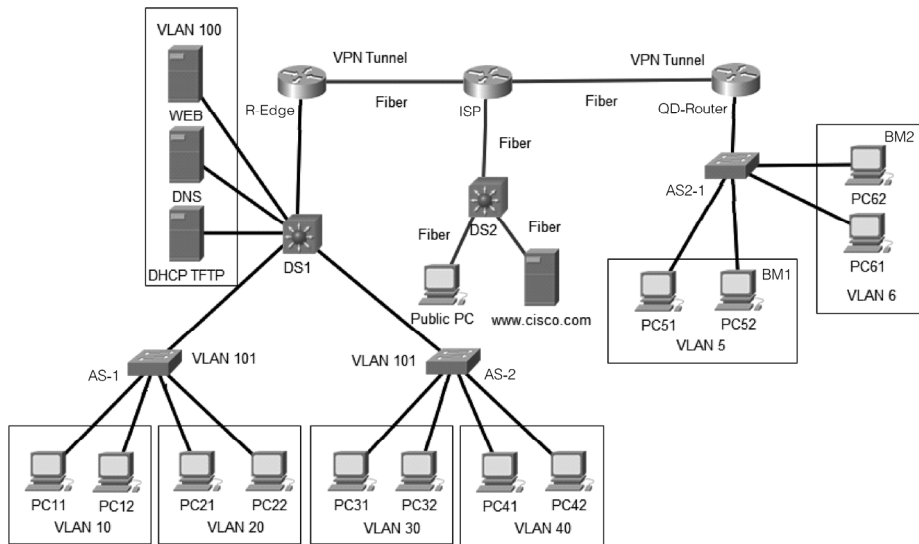 VLAN 100
WEB
DNS
DHCP TFTP
R-Edge
VPN Tunnel
Fiber
ISP
VPN Tunnel
Fiber
QD-Router
Fiber
DS1
DS2
Fiber
Public PC
www.cisco.com
AS2-1
BM2
PC62
PC61
VLAN 6
BM1
PC51
PC52
VLAN 5
AS-1
VLAN 101
VLAN 101
AS-2
PC11
PC12
VLAN 10
PC21
PC22
VLAN 20
PC31
PC32
VLAN 30
PC41
PC42
VLAN 40